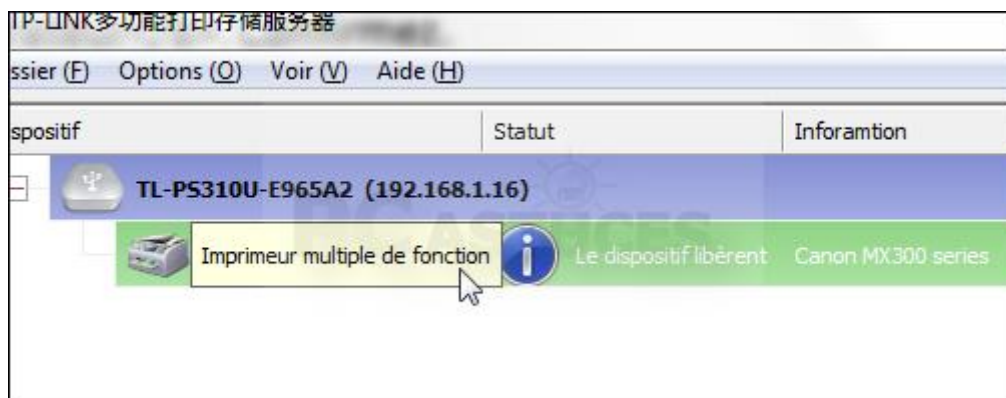 TP-LINK多功能打印存储服务器
ssier (F) Options (O) Voir (V) Aide (H)
spositif Statut Inforamtion
TL-PS310U-E965A2 (192.168.1.16)
Imprimeur multiple de fonction Le dispositif libèrent Canon MX300 series
PC ASTUCES